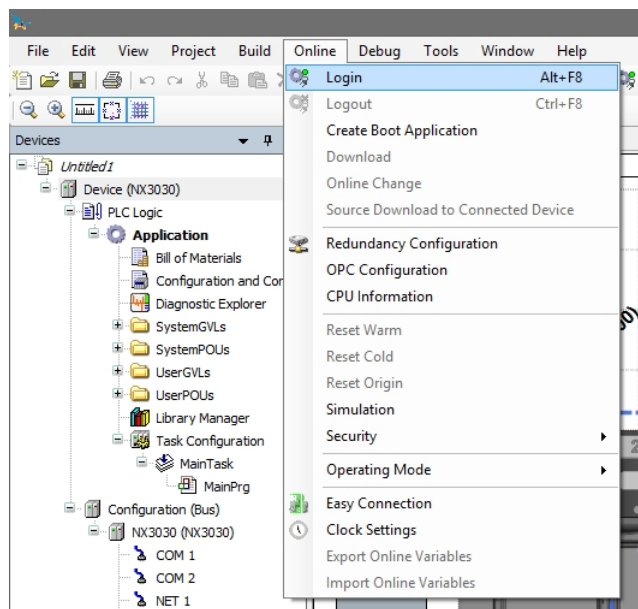 File Edit View Project Build Online Debug Tools Window Help
Login Alt+F8
Logout Ctrl+F8
Create Boot Application
Download
Online Change
Source Download to Connected Device
Redundancy Configuration
OPC Configuration
CPU Information
Reset Warm
Reset Cold
Reset Origin
Simulation
Security
Operating Mode
Easy Connection
Clock Settings
Export Online Variables
Import Online Variables
Devices
Untitled1
Device (NX3030)
PLC Logic
Application
Bill of Materials
Configuration and Con
Diagnostic Explorer
SystemGVLs
SystemPOUs
UserGVLs
UserPOUs
Library Manager
Task Configuration
MainTask
MainPrg
Configuration (Bus)
NX3030 (NX3030)
COM 1
COM 2
NET 1